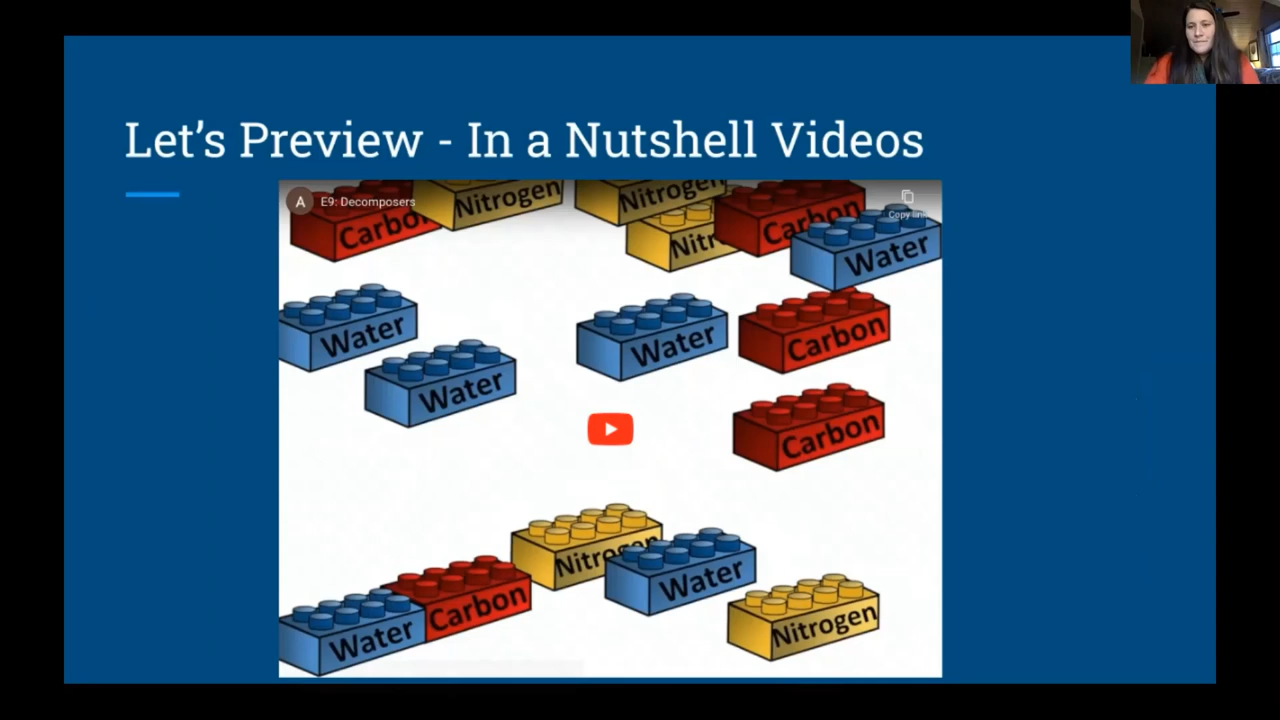 Let's Preview - In a Nutshell Videos
A
E9: Decomposers
Copy link
Carbon
Nitrogen
Nitrogen
Nitr
Carbon
Water
Water
Water
Water
Carbon
Carbon
Nitrogen
Water
Water
Carbon
Nitrogen